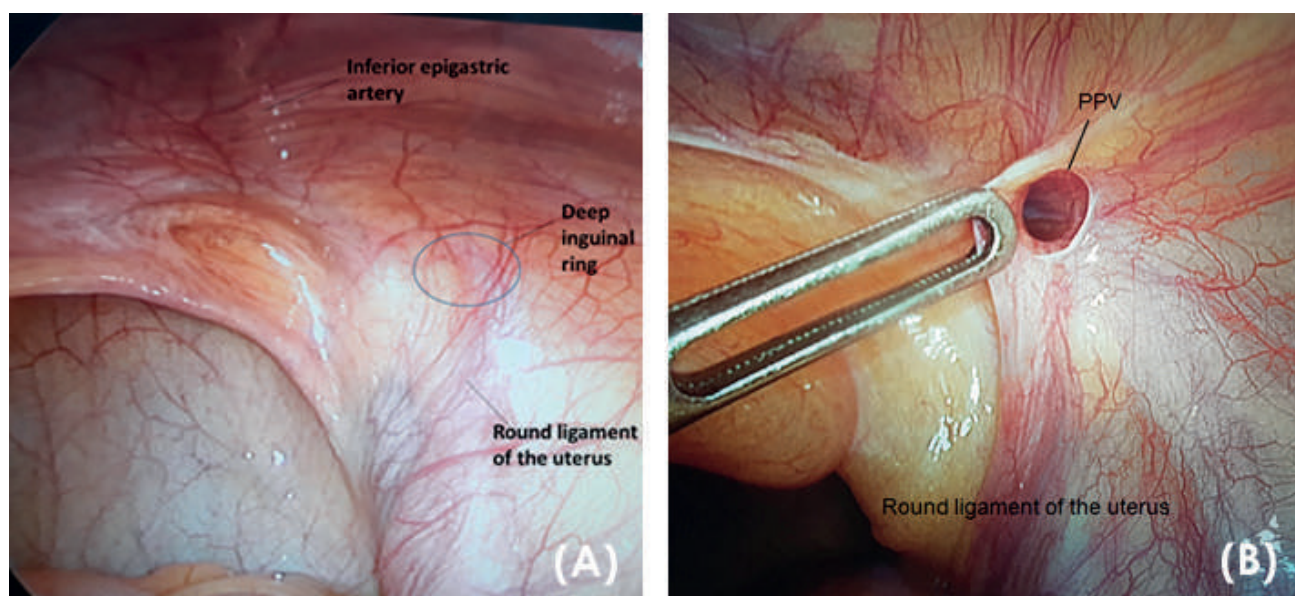 Inferior epigastric
artery
Deep
inguinal
ring
Round ligament
of the uterus
(A)
PPV
Round ligament of the uterus
(B)